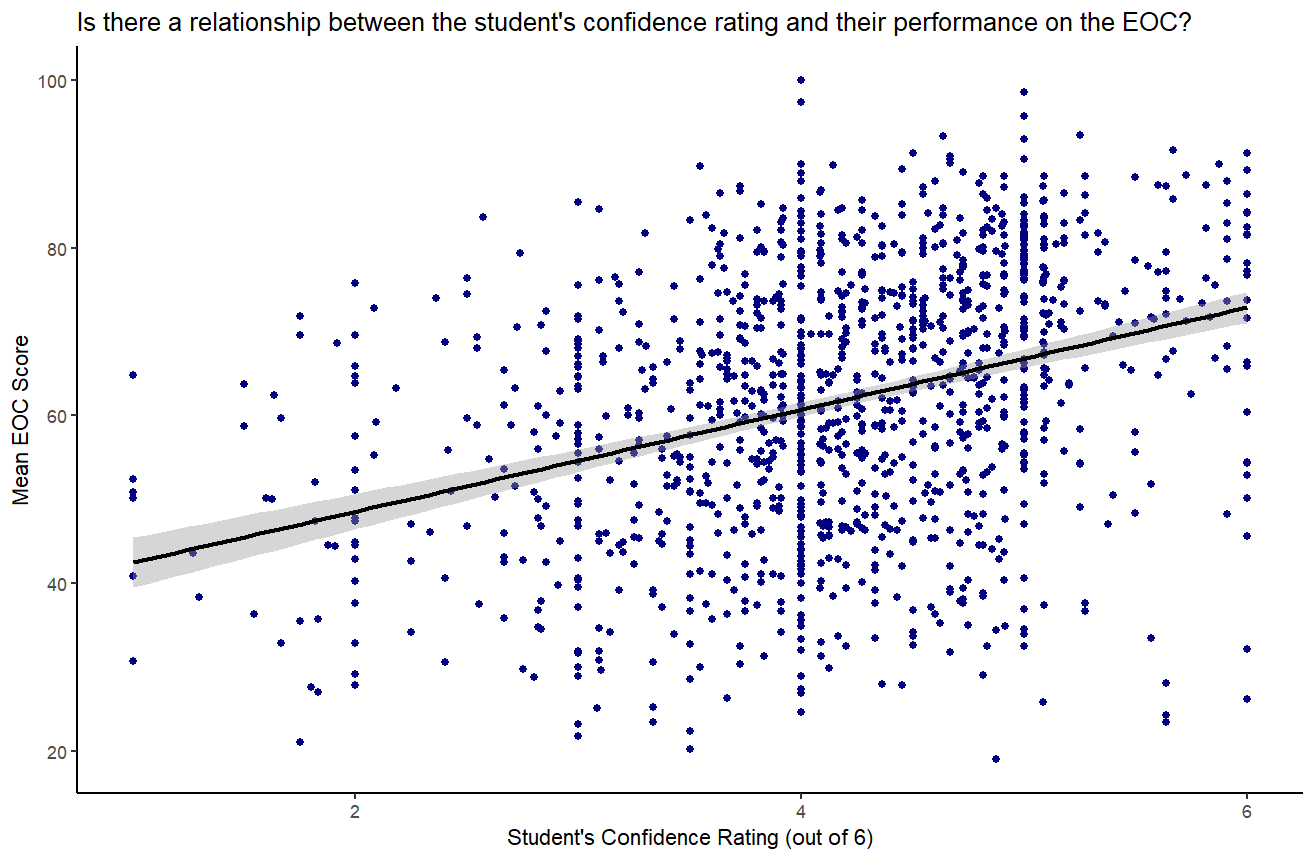 Is there a relationship between the student's confidence rating and their performance on the EOC?
100
80
60
40
20
Mean EOC Score
2 4 6
Student's Confidence Rating (out of 6)